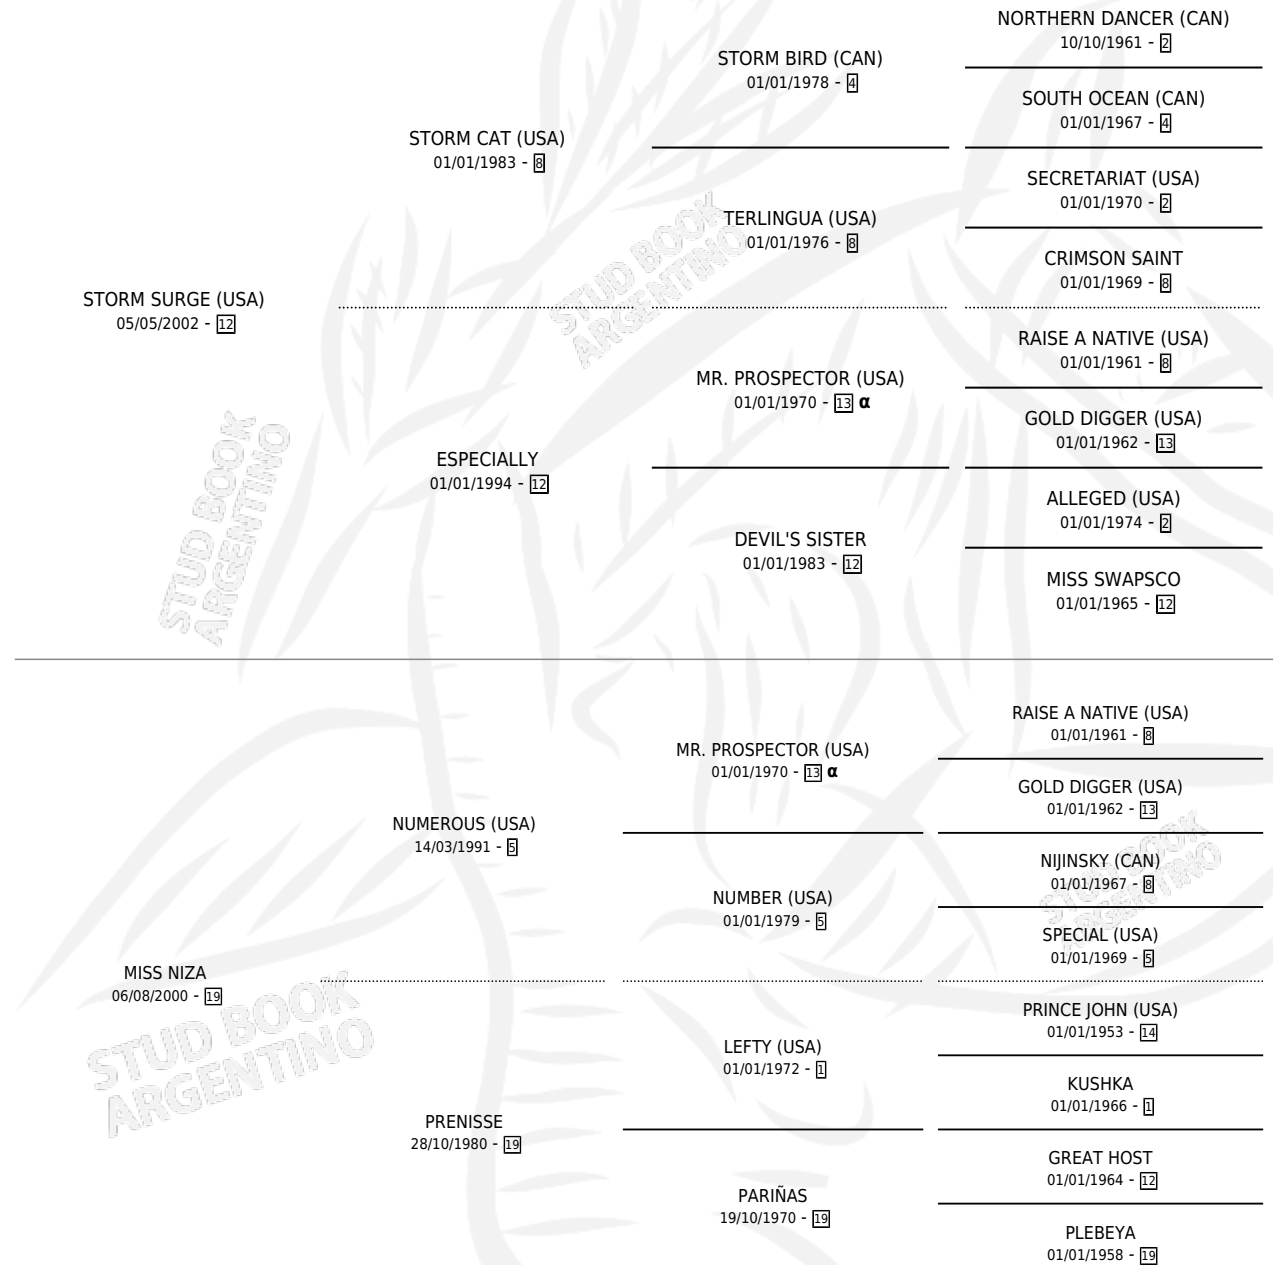 NORTHERN DANCER (CAN)
10/10/1961 - 2
STORM BIRD (CAN)
01/01/1978 - 4
SOUTH OCEAN (CAN)
01/01/1967 - 4
STORM CAT (USA)
01/01/1983 - 8
SECRETARIAT (USA)
01/01/1970 - 2
TERLINGUA (USA)
01/01/1976 - 8
CRIMSON SAINT
01/01/1969 - 8
STORM SURGE (USA)
05/05/2002 - 12
RAISE A NATIVE (USA)
01/01/1961 - 8
MR. PROSPECTOR (USA)
01/01/1970 - 13 α
GOLD DIGGER (USA)
01/01/1962 - 13
ESPECIALLY
01/01/1994 - 12
ALLEGED (USA)
01/01/1974 - 2
DEVIL'S SISTER
01/01/1983 - 12
MISS SWAPSCO
01/01/1965 - 12
RAISE A NATIVE (USA)
01/01/1961 - 8
MR. PROSPECTOR (USA)
01/01/1970 - 13 α
GOLD DIGGER (USA)
01/01/1962 - 13
NUMEROUS (USA)
14/03/1991 - 5
NIJINSKY (CAN)
01/01/1967 - 8
NUMBER (USA)
01/01/1979 - 5
SPECIAL (USA)
01/01/1969 - 5
MISS NIZA
06/08/2000 - 19
PRINCE JOHN (USA)
01/01/1953 - 14
LEFTY (USA)
01/01/1972 - 1
KUSHKA
01/01/1966 - 1
PRENISSE
28/10/1980 - 19
GREAT HOST
01/01/1964 - 12
PARIÑAS
19/10/1970 - 19
PLEBEYA
01/01/1958 - 19
STUD BOOK
ARGENTINO
STUD BOOK
ARGENTINO
STUD BOOK
ARGENTINO
STUD BOOK
ARGENTINO